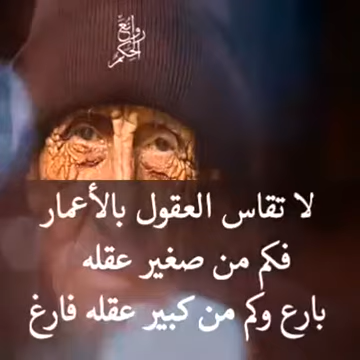 روائع
الحكم
لا تقاس العقول بالأعمار
فكم من صغير عقله
بارع وكم من كبير عقله فارغ